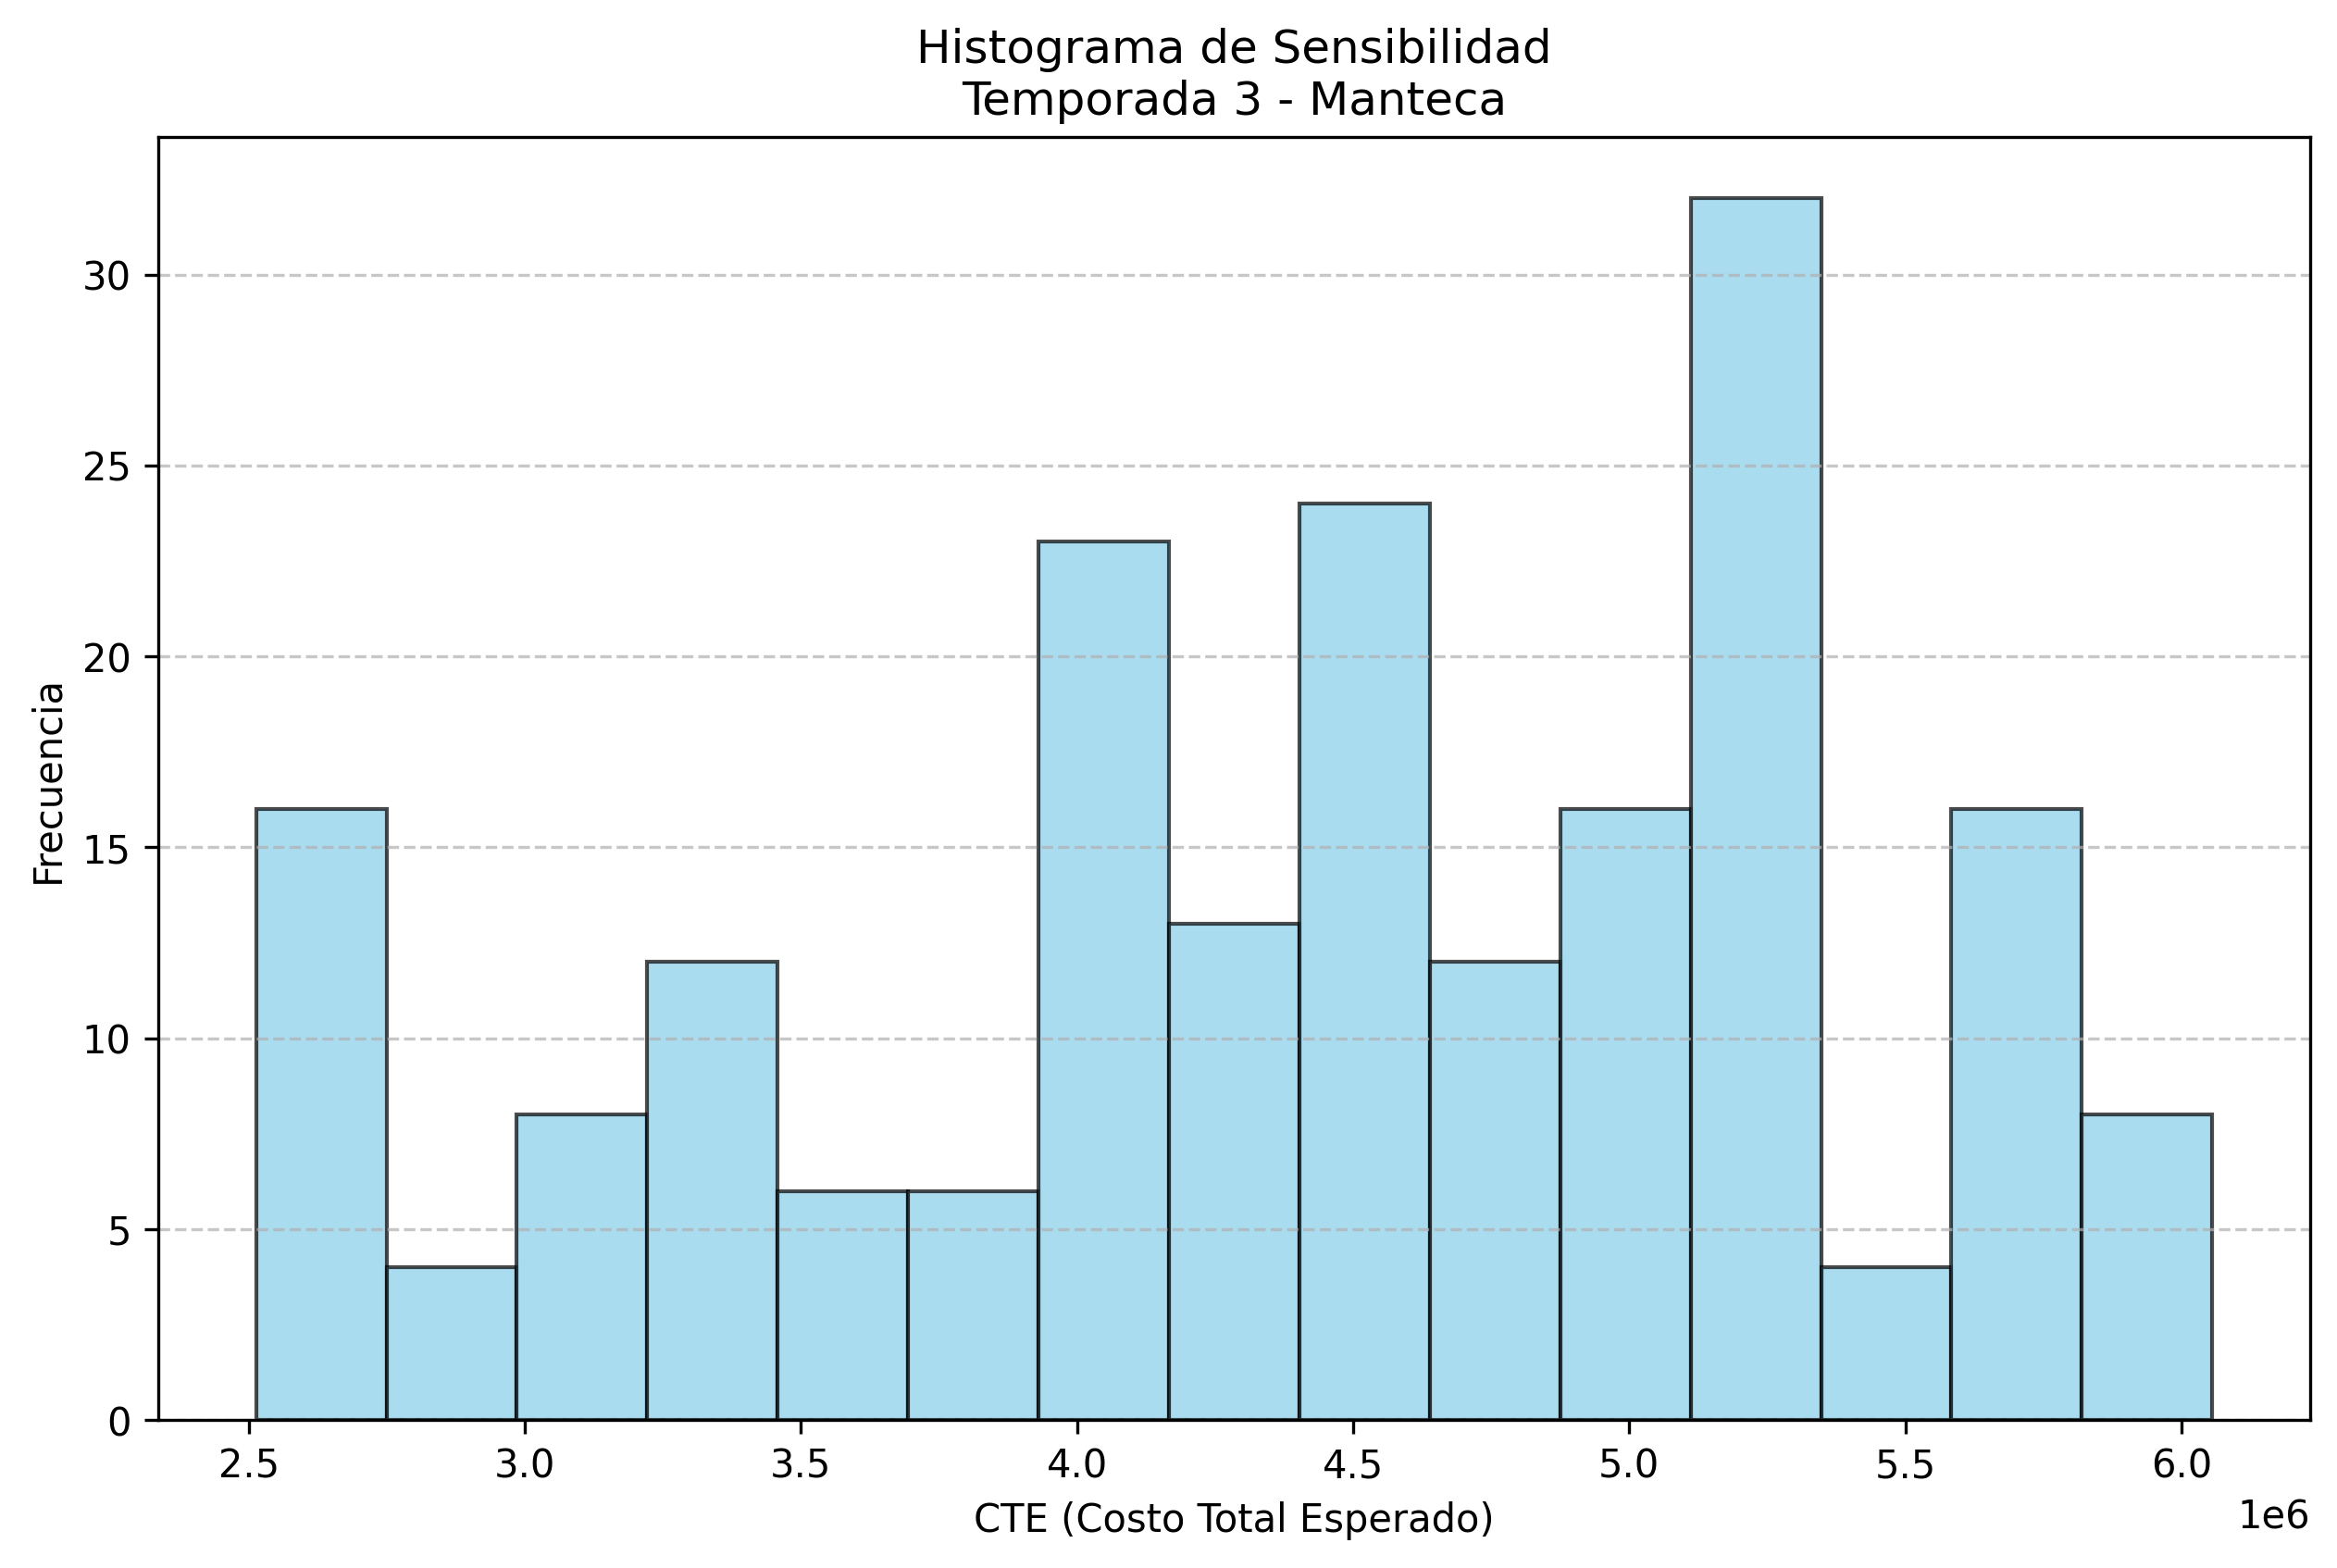 Histograma de Sensibilidad
Temporada 3 - Manteca
Frecuencia
30
25
20
15
10
5
0
2.5 3.0 3.5 4.0 4.5 5.0 5.5 6.0
CTE (Costo Total Esperado)
1e6